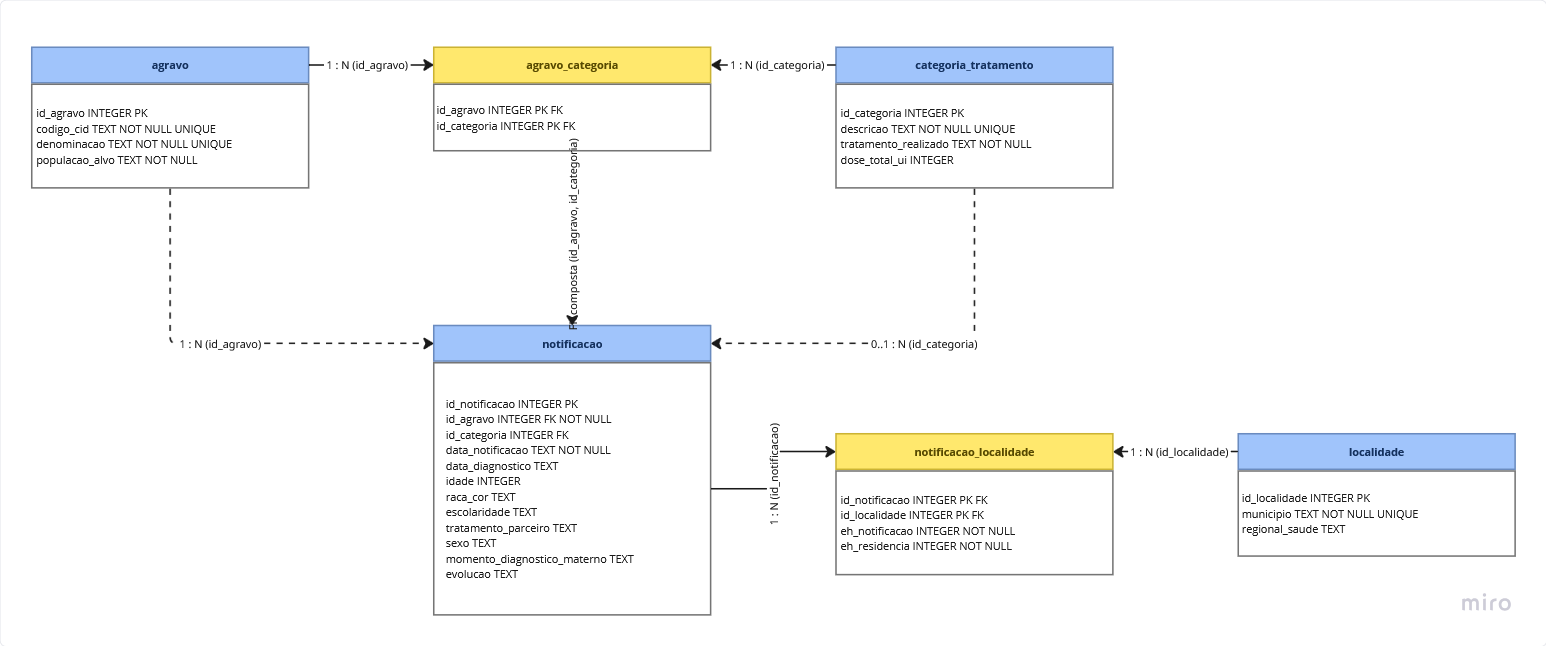 agravo
1 : N (id_agravo)
agravo_categoria
1 : N (id_categoria)
categoria_tratamento
id_agravo INTEGER PK
codigo_cid TEXT NOT NULL UNIQUE
denominacao TEXT NOT NULL UNIQUE
populacao_alvo TEXT NOT NULL
id_agravo INTEGER PK FK
id_categoria INTEGER PK FK
id_categoria INTEGER PK
descricao TEXT NOT NULL UNIQUE
tratamento_realizado TEXT NOT NULL
dose_total_ui INTEGER
FK composta (id_agravo, id_categoria)
1 : N (id_agravo)
notificacao
0..1 : N (id_categoria)
id_notificacao INTEGER PK
id_agravo INTEGER FK NOT NULL
id_categoria INTEGER FK
data_notificacao TEXT NOT NULL
data_diagnostico TEXT
idade INTEGER
raca_cor TEXT
escolaridade TEXT
tratamento_parceiro TEXT
sexo TEXT
momento_diagnostico_materno TEXT
evolucao TEXT
1 : N (id_notificacao)
notificacao_localidade
1 : N (id_localidade)
localidade
id_notificacao INTEGER PK FK
id_localidade INTEGER PK FK
eh_notificacao INTEGER NOT NULL
eh_residencia INTEGER NOT NULL
id_localidade INTEGER PK
municipio TEXT NOT NULL UNIQUE
regional_saude TEXT
miro